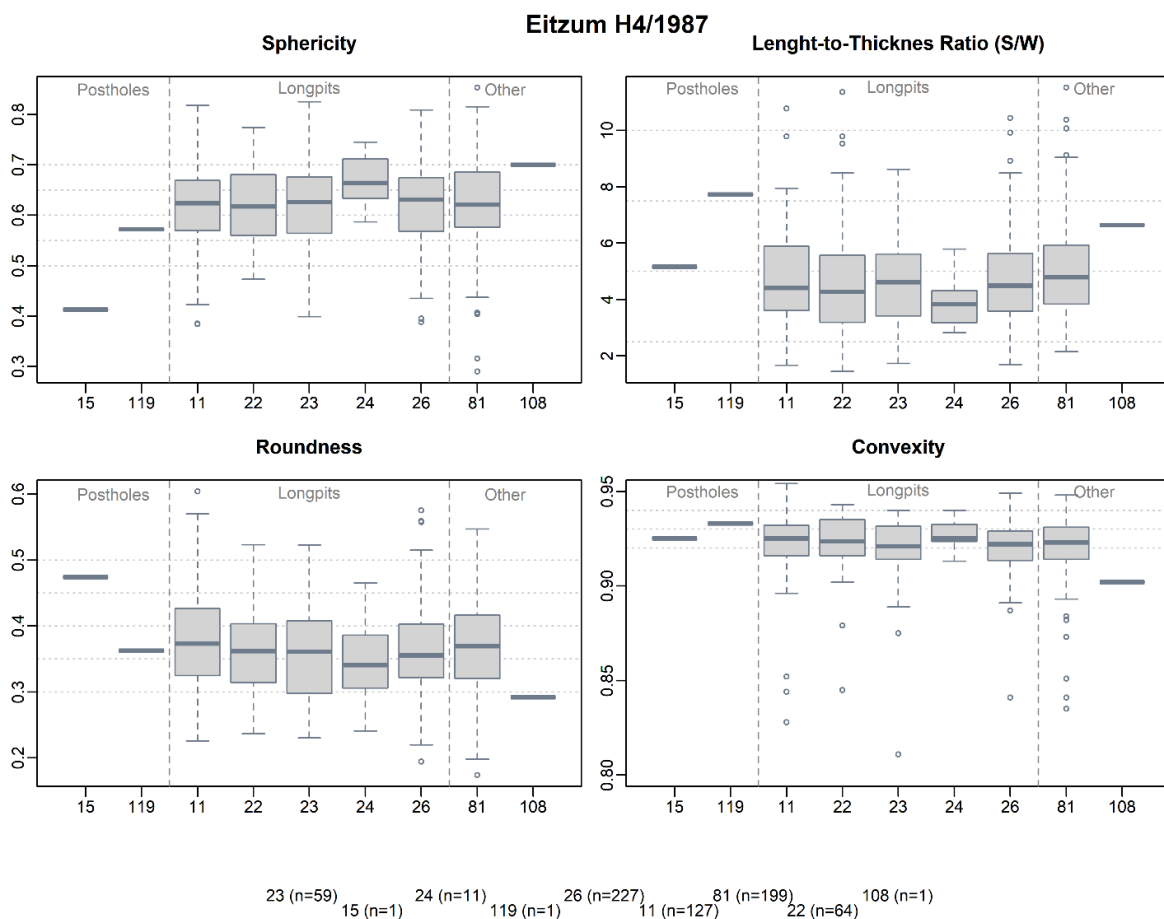 Eitzum H4/1987
Sphericity
Postholes Longpits Other
0.8
0.7
0.6
0.5
0.4
0.3
15 119 11 22 23 24 26 81 108
Lenght-to-Thicknes Ratio (S/W)
Postholes Longpits Other
10
8
6
4
2
15 119 11 22 23 24 26 81 108
Roundness
Postholes Longpits Other
0.6
0.5
0.4
0.3
0.2
15 119 11 22 23 24 26 81 108
Convexity
Postholes Longpits Other
0.95
0.90
0.85
0.80
15 119 11 22 23 24 26 81 108
23 (n=59) 24 (n=11) 26 (n=227) 81 (n=199) 108 (n=1)
15 (n=1) 119 (n=1) 11 (n=127) 22 (n=64)